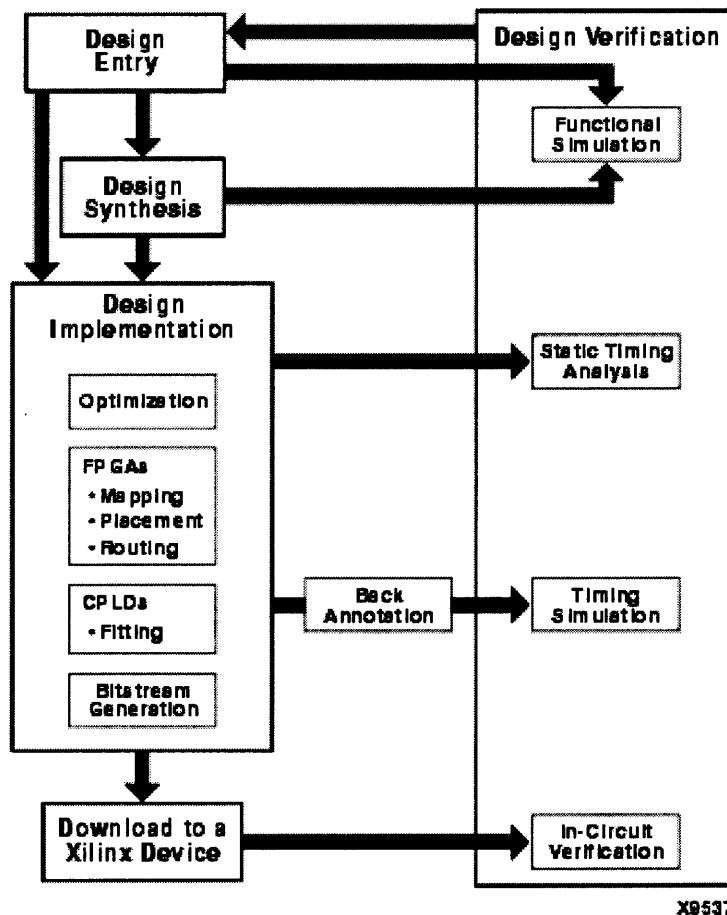 Design
Entry
Design Verification
Functional
Simulation
Design
Synthesis
Design
Implementation
Static Timing
Analysis
Optimization
FPGAs
• Mapping
• Placement
• Routing
CPLDs
• Fitting
Back
Annotation
Timing
Simulation
Bitstream
Generation
Download to a
Xilinx Device
In-Circuit
Verification
X9537